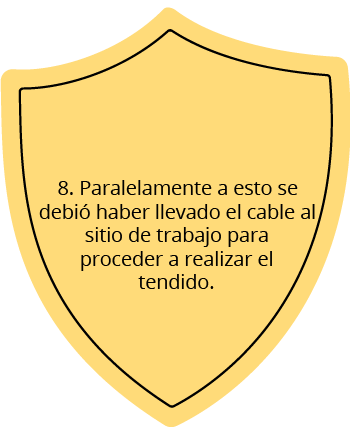 8. Paralelamente a esto se
debió haber llevado el cable al
sitio de trabajo para
proceder a realizar el
tendido.